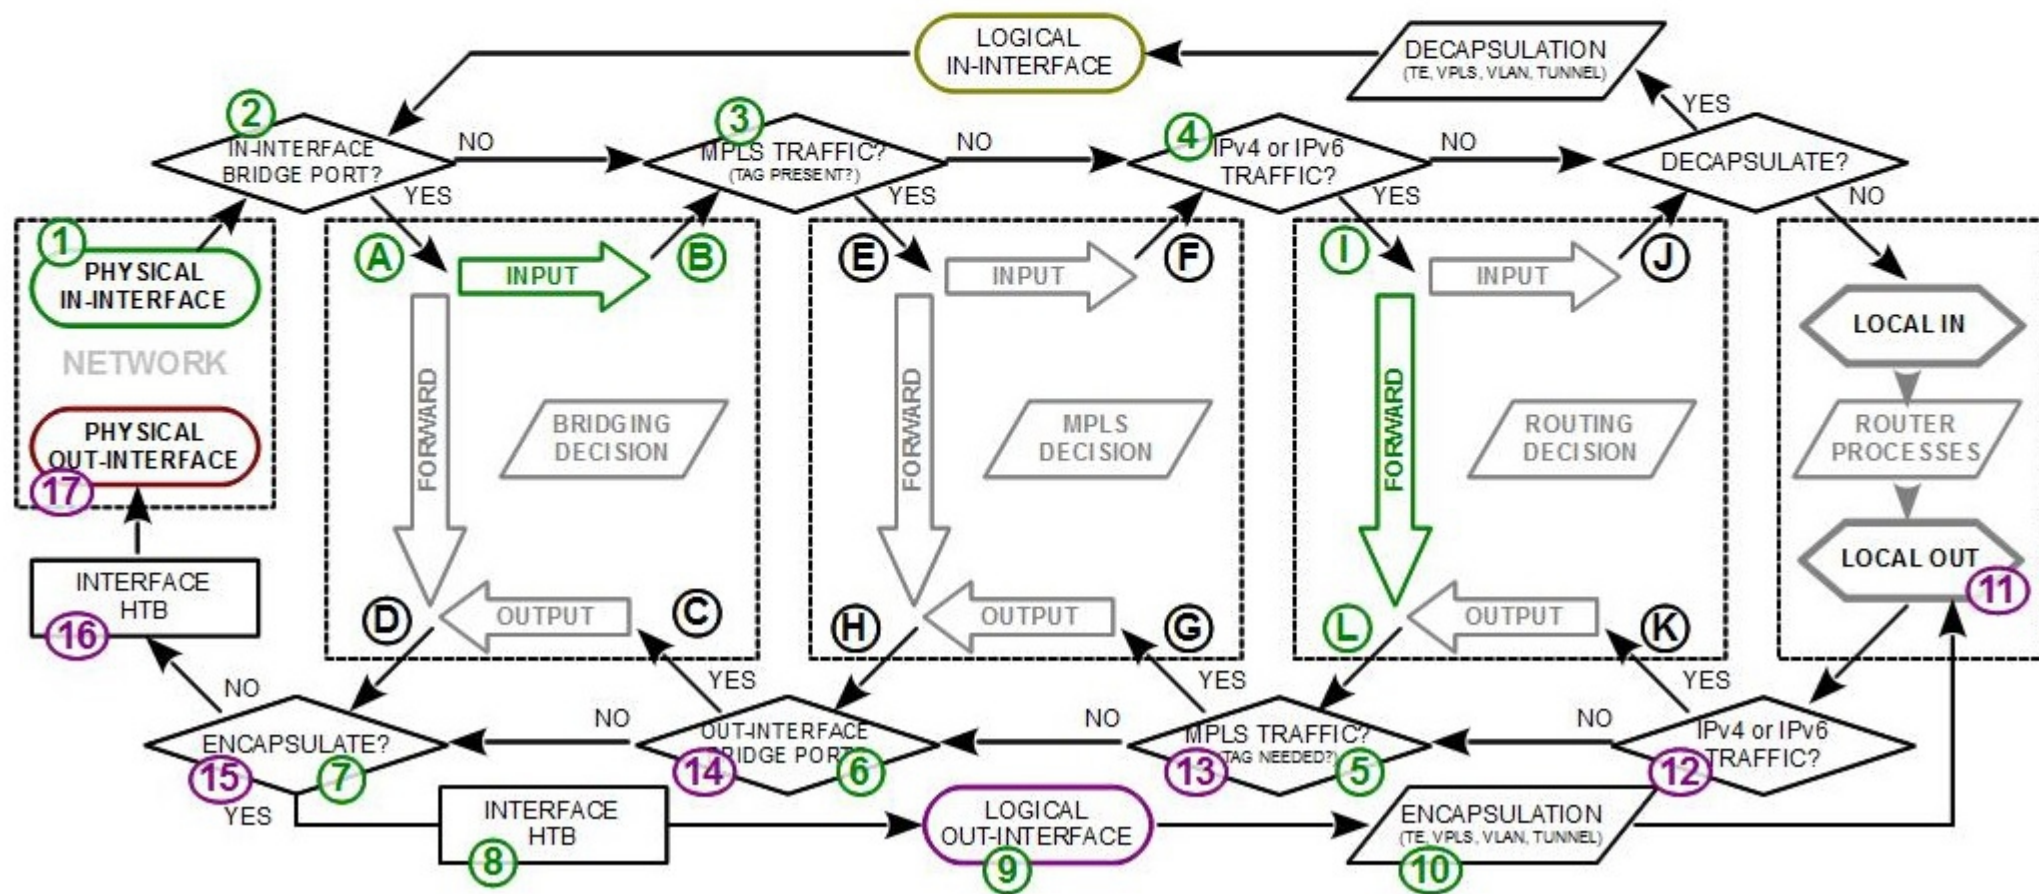 LOGICAL
IN-INTERFACE
DECAPSULATION
(TE, VPLS, VLAN, TUNNEL)
YES
2
IN-INTERFACE
BRIDGE PORT?
NO
YES
3
MPLS TRAFFIC?
(TAG PRESENT?)
NO
YES
4
IPv4 or IPv6
TRAFFIC?
NO
YES
DECAPSULATE?
NO
1
PHYSICAL
IN-INTERFACE
NETWORK
PHYSICAL
OUT-INTERFACE
17
A
INPUT
B
FORWARD
BRIDGING
DECISION
D
OUTPUT
C
E
INPUT
F
FORWARD
MPLS
DECISION
H
OUTPUT
G
I
INPUT
J
FORWARD
ROUTING
DECISION
L
OUTPUT
K
LOCAL IN
ROUTER
PROCESSES
LOCAL OUT
11
INTERFACE
HTB
16
NO
ENCAPSULATE?
15
7
YES
NO
YES
OUT-INTERFACE
BRIDGE PORT?
14
6
NO
YES
MPLS TRAFFIC?
(TAG NEEDED?)
13
5
NO
YES
IPv4 or IPv6
TRAFFIC?
12
INTERFACE
HTB
8
LOGICAL
OUT-INTERFACE
9
ENCAPSULATION
(TE, VPLS, VLAN, TUNNEL)
10